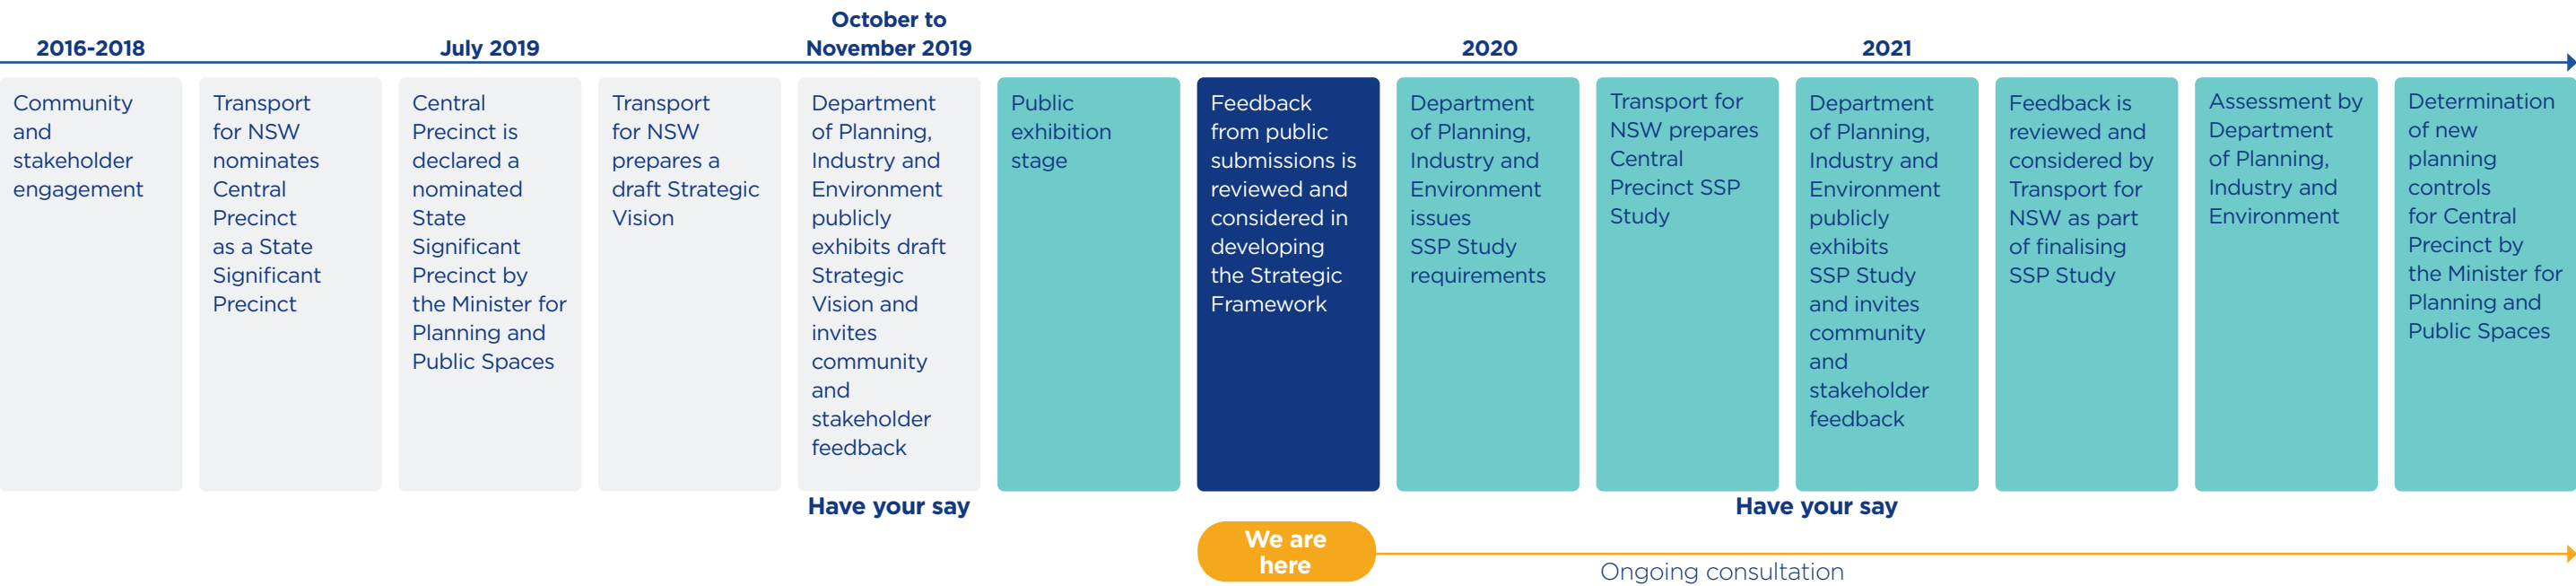 2016-2018
July 2019
October to
November 2019
2020
2021
Community
and
stakeholder
engagement
Transport
for NSW
nominates
Central
Precinct
as a State
Significant
Precinct
Central
Precinct is
declared a
nominated
State
Significant
Precinct by
the Minister for
Planning and
Public Spaces
Transport
for NSW
prepares a
draft Strategic
Vision
Department
of Planning,
Industry and
Environment
publicly
exhibits draft
Strategic
Vision and
invites
community
and
stakeholder
feedback
Public
exhibition
stage
Feedback
from public
submissions is
reviewed and
considered in
developing
the Strategic
Framework
Department
of Planning,
Industry and
Environment
issues
SSP Study
requirements
Transport for
NSW prepares
Central
Precinct SSP
Study
Department
of Planning,
Industry and
Environment
publicly
exhibits
SSP Study
and invites
community
and
stakeholder
feedback
Feedback is
reviewed and
considered by
Transport for
NSW as part
of finalising
SSP Study
Assessment by
Department
of Planning,
Industry and
Environment
Determination
of new
planning
controls
for Central
Precinct by
the Minister for
Planning and
Public Spaces
Have your say
Have your say
We are
here
Ongoing consultation